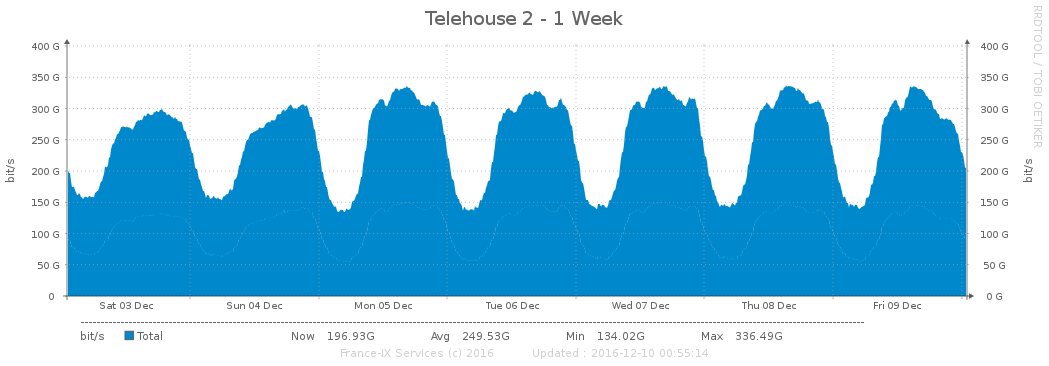 Telehouse 2 - 1 Week
RRDTOOL / TOBI OETIKER
400 G 400 G
350 G 350 G
300 G 300 G
250 G 250 G
200 G 200 G
150 G 150 G
100 G 100 G
50 G 50 G
0 0 G
bit/s
bit/s
Sat 03 Dec Sun 04 Dec Mon 05 Dec Tue 06 Dec Wed 07 Dec Thu 08 Dec Fri 09 Dec
bit/s Total Now 196.93G Avg 249.53G Min 134.02G Max 336.49G
France-IX Services (c) 2016 Updated : 2016-12-10 00:55:14